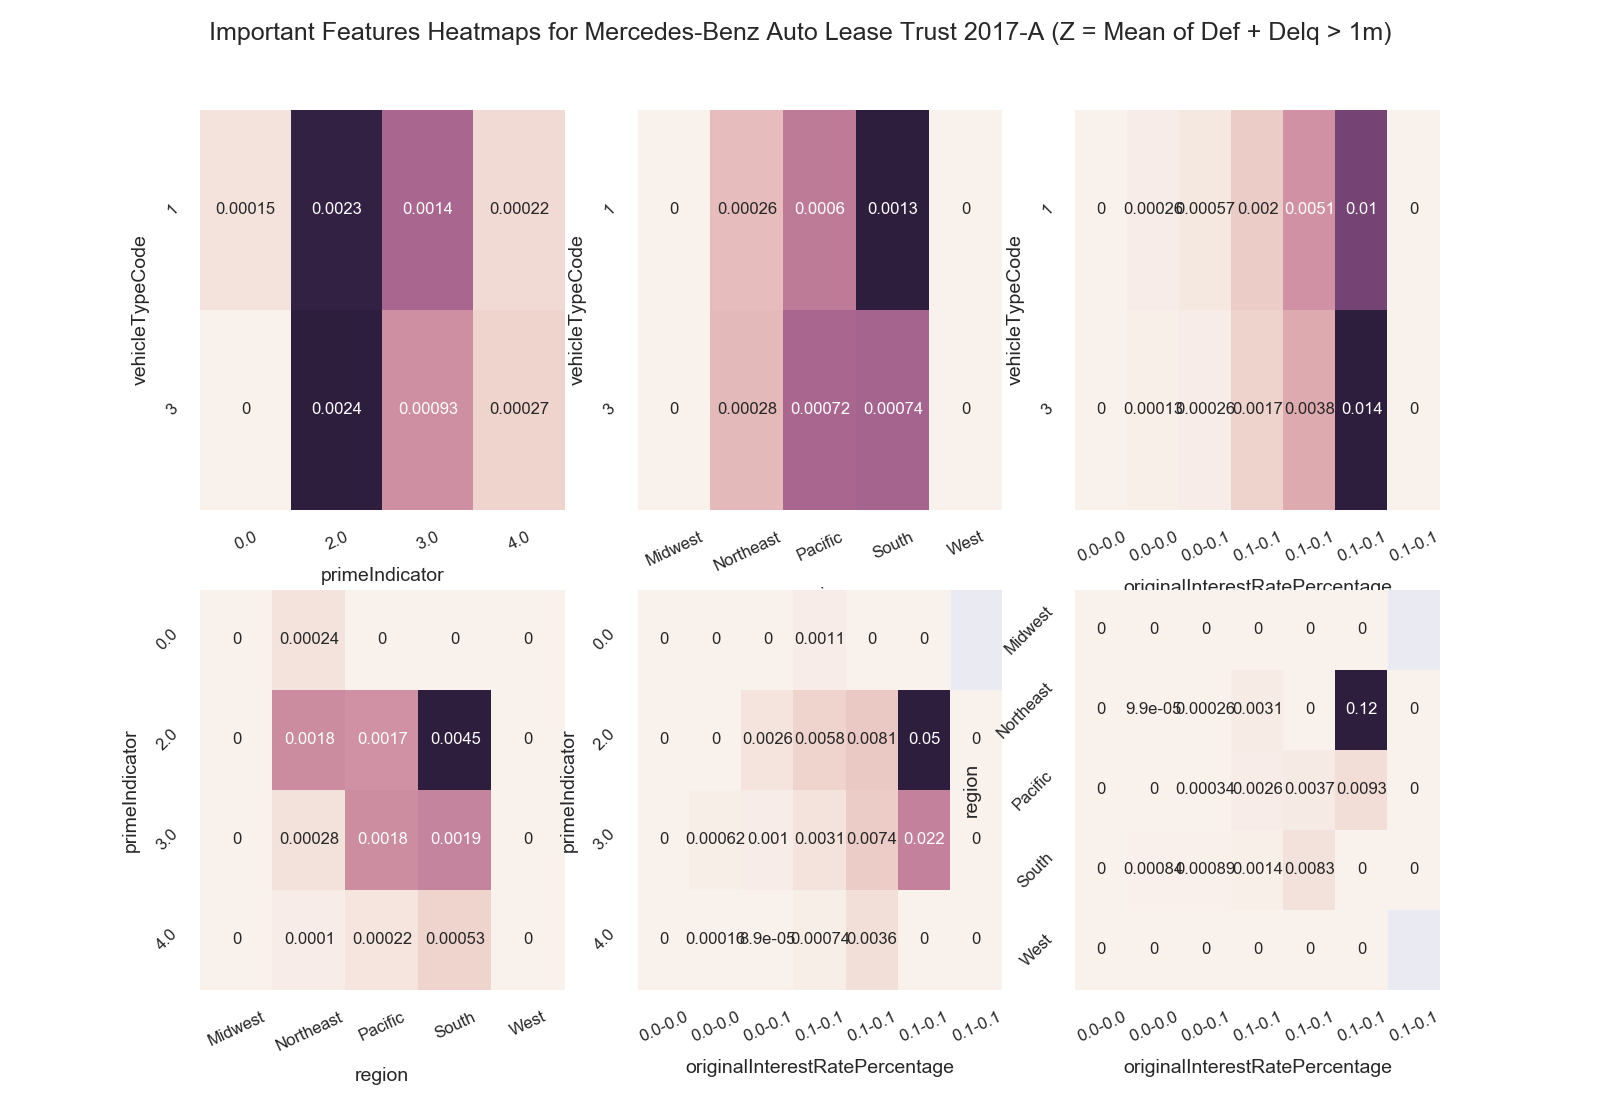 Important Features Heatmaps for Mercedes-Benz Auto Lease Trust 2017-A (Z = Mean of Def + Delq > 1m)
vehicleTypeCode
1
0.00015 0.0023 0.0014 0.00022
3
0 0.0024 0.00093 0.00027
0.0 2.0 3.0 4.0
primeIndicator
vehicleTypeCode
1
0 0.00026 0.0006 0.0013 0
3
0 0.00028 0.00072 0.00074 0
Midwest Northeast Pacific South West
vehicleTypeCode
1
0 0.00026 0.00057 0.002 0.0051 0.01 0
3
0 0.00013 0.00026 0.0017 0.0038 0.014 0
0.0-0.0 0.0-0.0 0.0-0.1 0.1-0.1 0.1-0.1 0.1-0.1 0.1-0.1
originalInterestRatePercentage
primeIndicator
0.0
0 0.00024 0 0 0
2.0
0 0.0018 0.0017 0.0045 0
3.0
0 0.00028 0.0018 0.0019 0
4.0
0 0.0001 0.00022 0.00053 0
Midwest Northeast Pacific South West
region
primeIndicator
0.0
0 0 0 0.0011 0 0
2.0
0 0 0.0026 0.0058 0.0081 0.05 0
3.0
0 0.00062 0.001 0.0031 0.0074 0.022 0
4.0
0 0.00016 8.9e-05 0.00074 0.0036 0 0
0.0-0.0 0.0-0.0 0.0-0.1 0.1-0.1 0.1-0.1 0.1-0.1 0.1-0.1
originalInterestRatePercentage
region
Midwest
0 0 0 0 0 0
Northeast
0 9.9e-05 0.00026 0.0031 0 0.12 0
Pacific
0 0 0.00034 0.0026 0.0037 0.0093 0
South
0 0.00084 0.00089 0.0014 0.0083 0 0
West
0 0 0 0 0 0
0.0-0.0 0.0-0.0 0.0-0.1 0.1-0.1 0.1-0.1 0.1-0.1 0.1-0.1
originalInterestRatePercentage